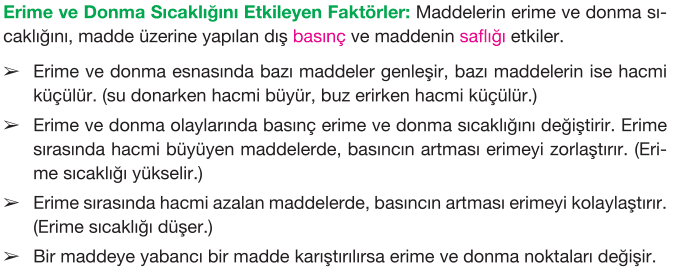 Erime ve Donma Sıcaklığını Etkileyen Faktörler: Maddelerin erime ve donma sı-
caklığını, madde üzerine yapılan dış basınç ve maddenin saflığı etkiler.
➢ Erime ve donma esnasında bazı maddeler genleşir, bazı maddelerin ise hacmi
küçülür. (su donarken hacmi büyür, buz erirken hacmi küçülür.)
➢ Erime ve donma olaylarında basınç erime ve donma sıcaklığını değiştirir. Erime
sırasında hacmi büyüyen maddelerde, basıncın artması erimeyi zorlaştırır. (Eri-
me sıcaklığı yükselir.)
➢ Erime sırasında hacmi azalan maddelerde, basıncın artması erimeyi kolaylaştırır.
(Erime sıcaklığı düşer.)
➢ Bir maddeye yabancı bir madde karıştırılırsa erime ve donma noktaları değişir.